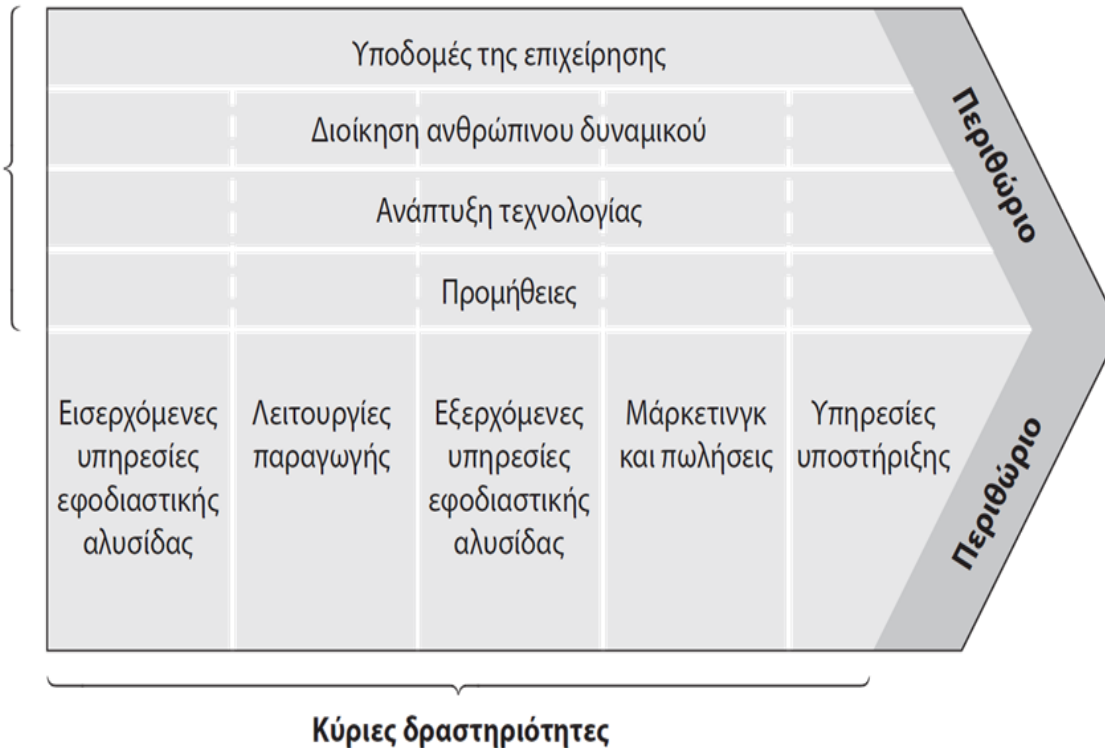 Υποδομές της επιχείρησης
Διοίκηση ανθρώπινου δυναμικού
Ανάπτυξη τεχνολογίας
Προμήθειες
Περιθώριο
Εισερχόμενες
υπηρεσίες
εφοδιαστικής
αλυσίδας
Λειτουργίες
παραγωγής
Εξερχόμενες
υπηρεσίες
εφοδιαστικής
αλυσίδας
Μάρκετινγκ
και πωλήσεις
Υπηρεσίες
υποστήριξης
Περιθώριο
Κύριες δραστηριότητες